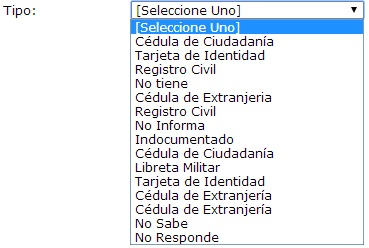 Tipo: [Seleccione Uno]
[Seleccione Uno]
Cédula de Ciudadanía
Tarjeta de Identidad
Registro Civil
No tiene
Cédula de Extranjeria
Registro Civil
No Informa
Indocumentado
Cédula de Ciudadanía
Libreta Militar
Tarjeta de Identidad
Cédula de Extranjería
Cédula de Extranjería
No Sabe
No Responde